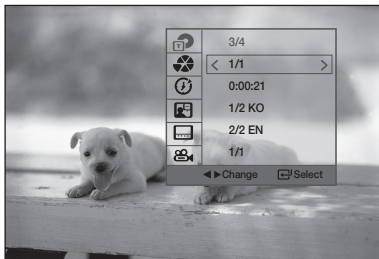 T
3/4
< 1/1 >
0:00:21
1/2 KO
2/2 EN
1/1
◄►Change Select